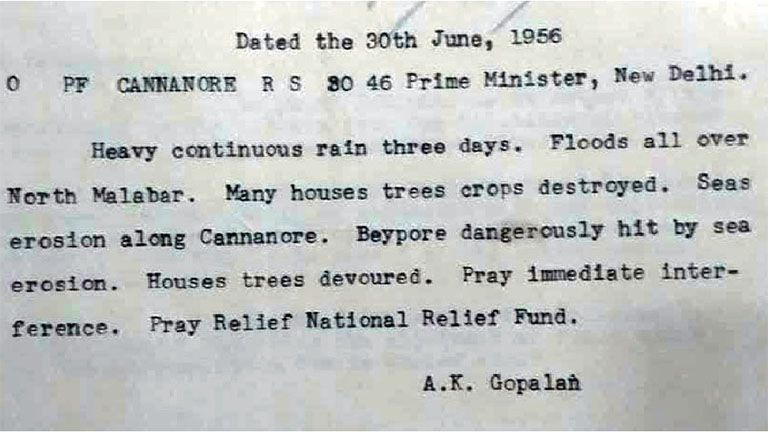 Dated the 30th June, 1956
O PF CANNANORE R S 30 46 Prime Minister, New Delhi.
Heavy continuous rain three days. Floods all over
North Malabar. Many houses trees crops destroyed. Seas
erosion along Cannanore. Beypore dangerously hit by sea
erosion. Houses trees devoured. Pray immediate inter-
ference. Pray Relief National Relief Fund.
A.K. Gopalan